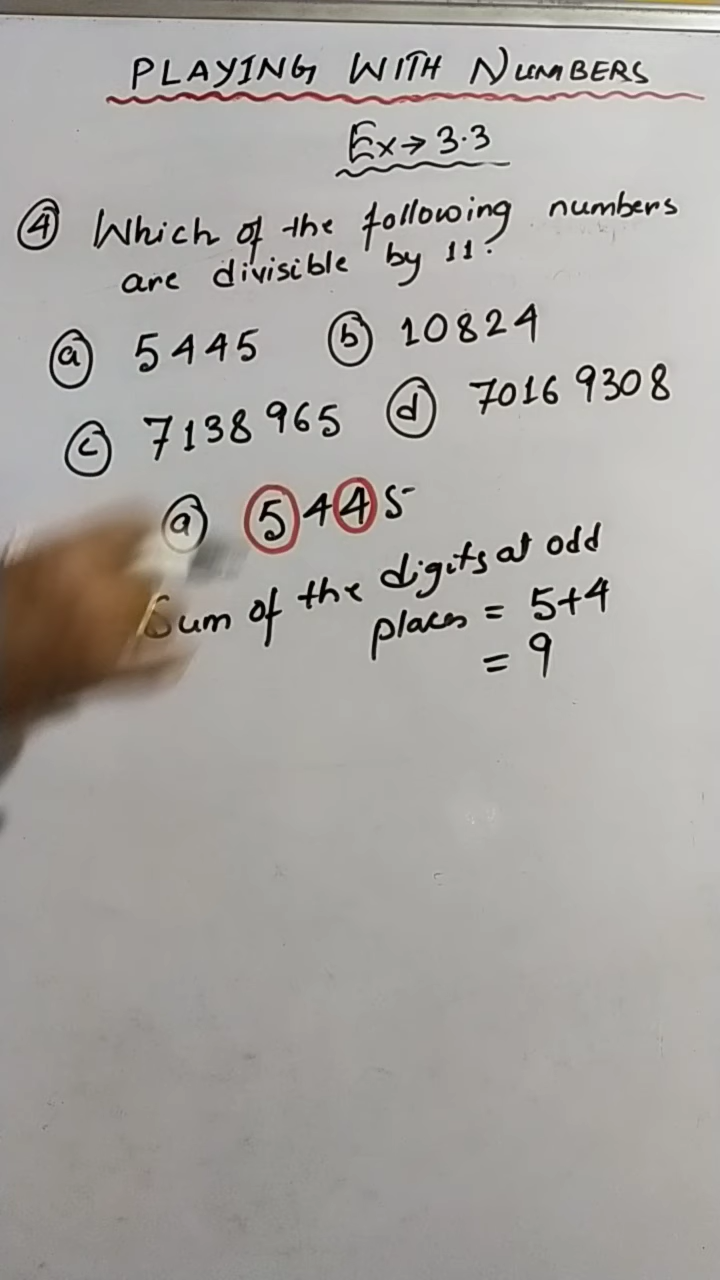 PLAYING WITH NUMBERS
Ex→3.3
④ Which of the following numbers
are divisible by 11?
ⓐ 5445 ⓑ 10824
ⓒ 7138965 ⓓ 70169308
ⓐ 5445
Sum of the digits at odd
places = 5+4
= 9